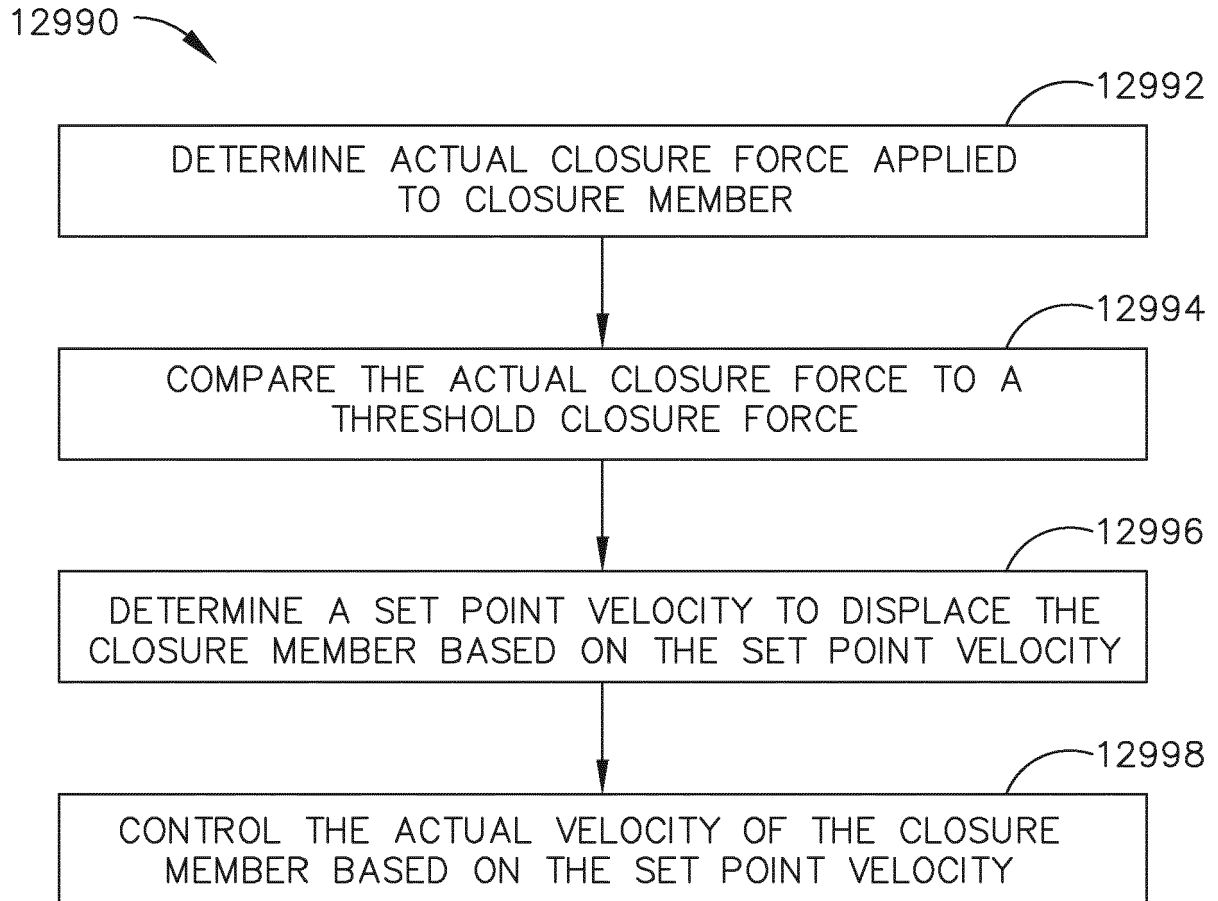 12990
12992
DETERMINE ACTUAL CLOSURE FORCE APPLIED
TO CLOSURE MEMBER
12994
COMPARE THE ACTUAL CLOSURE FORCE TO A
THRESHOLD CLOSURE FORCE
12996
DETERMINE A SET POINT VELOCITY TO DISPLACE THE
CLOSURE MEMBER BASED ON THE SET POINT VELOCITY
12998
CONTROL THE ACTUAL VELOCITY OF THE CLOSURE
MEMBER BASED ON THE SET POINT VELOCITY